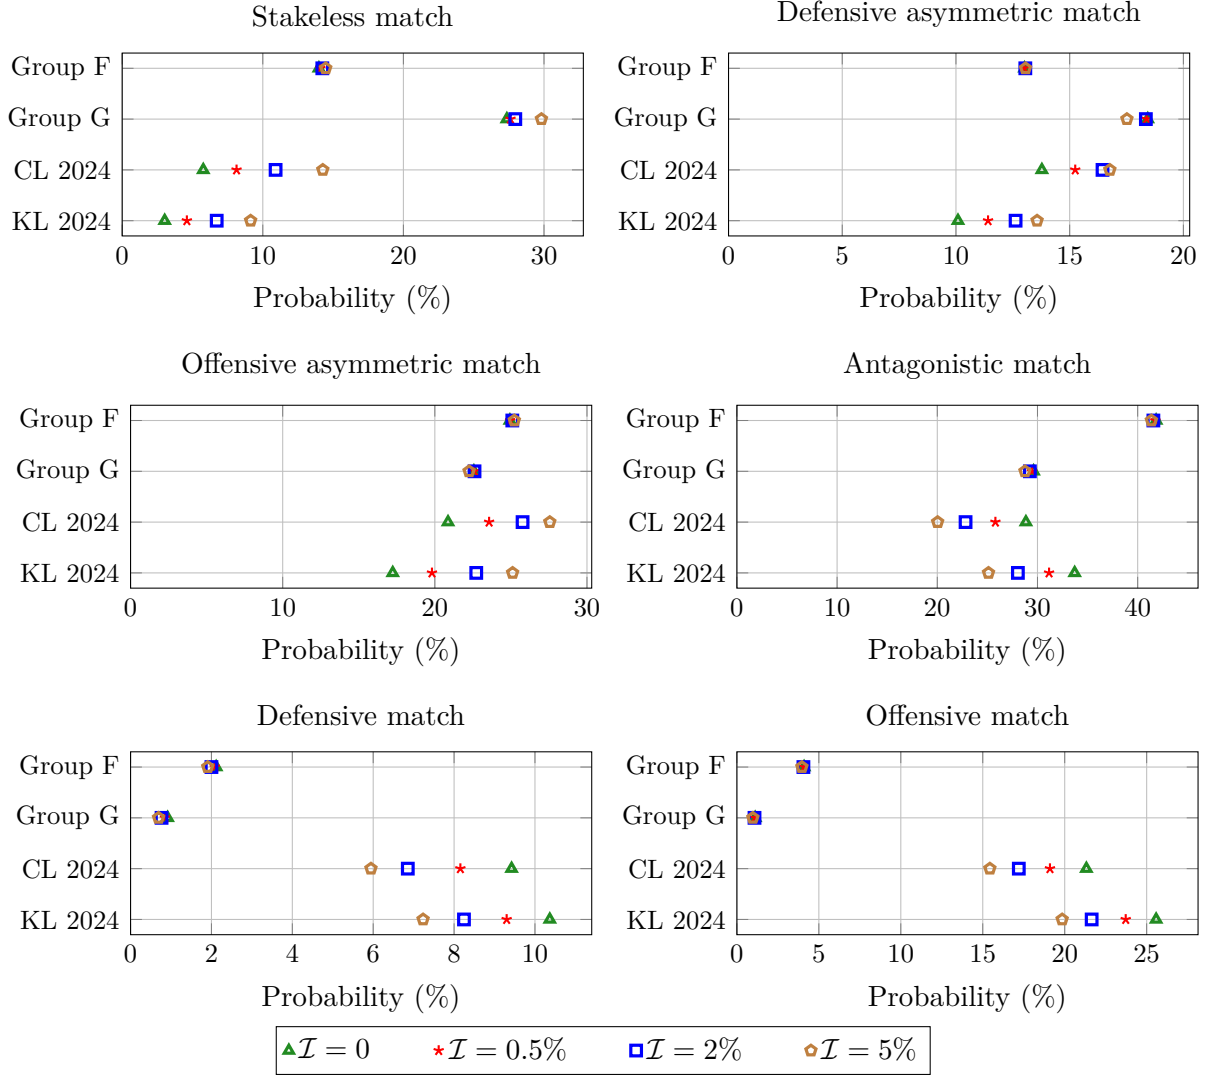 Stakeless match
Group F
Group G
CL 2024
KL 2024
0 10 20 30
Probability (%)
Defensive asymmetric match
Group F
Group G
CL 2024
KL 2024
0 5 10 15 20
Probability (%)
Offensive asymmetric match
Group F
Group G
CL 2024
KL 2024
0 10 20 30
Probability (%)
Antagonistic match
Group F
Group G
CL 2024
KL 2024
0 10 20 30 40
Probability (%)
Defensive match
Group F
Group G
CL 2024
KL 2024
0 2 4 6 8 10
Probability (%)
Offensive match
Group F
Group G
CL 2024
KL 2024
0 5 10 15 20 25
Probability (%)
ℐ = 0 ℐ = 0.5% ℐ = 2% ℐ = 5%